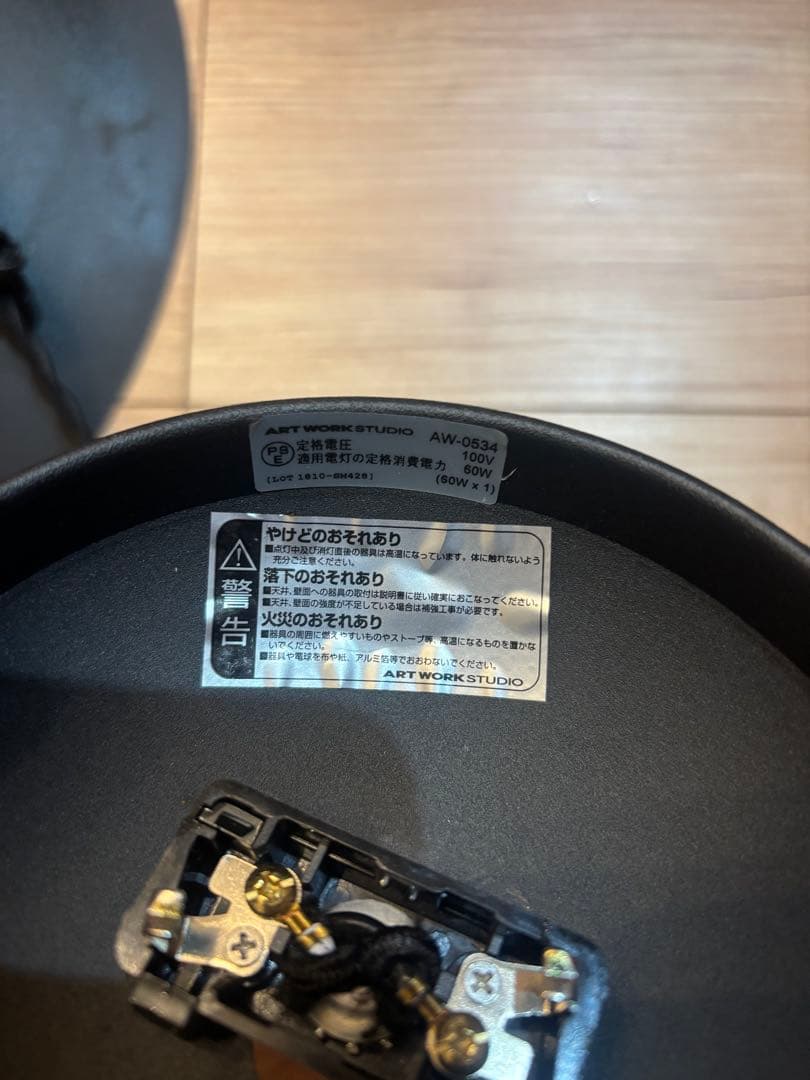 ART WORK STUDIO AW-0534
PSE 定格電圧 100V
適用電灯の定格消費電力 60W
[LOT 1810-SH428] (60W x 1)
警告
やけどのおそれあり
■点灯中及び消灯直後の器具は高温になっています。体に触れないよう
充分ご注意ください。
落下のおそれあり
■天井、壁面への器具の取付は説明書に従い確実におこなってください。
■天井、壁面の強度が不足している場合は補強工事が必要です。
火災のおそれあり
■器具の周囲に燃えやすいものやストーブ等、高温になるものを置かな
いでください。
■器具や電球を布や紙、アルミ箔等でおおわないでください。
ART WORK STUDIO